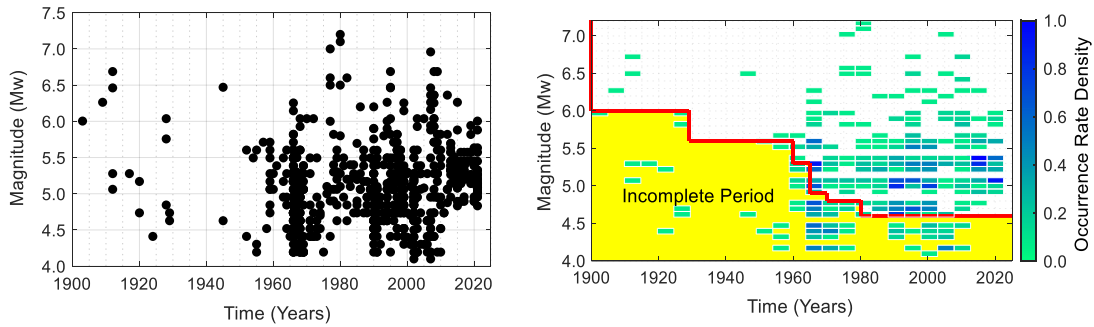 7.5
7.0
6.5
6.0
5.5
5.0
4.5
4.0
Magnitude (Mw)
1900 1920 1940 1960 1980 2000 2020
Time (Years)
7.0
6.5
6.0
5.5
5.0
4.5
4.0
Magnitude (Mw)
Incomplete Period
1900 1920 1940 1960 1980 2000 2020
Time (Years)
1.0
0.8
0.6
0.4
0.2
0.0
Occurrence Rate Density